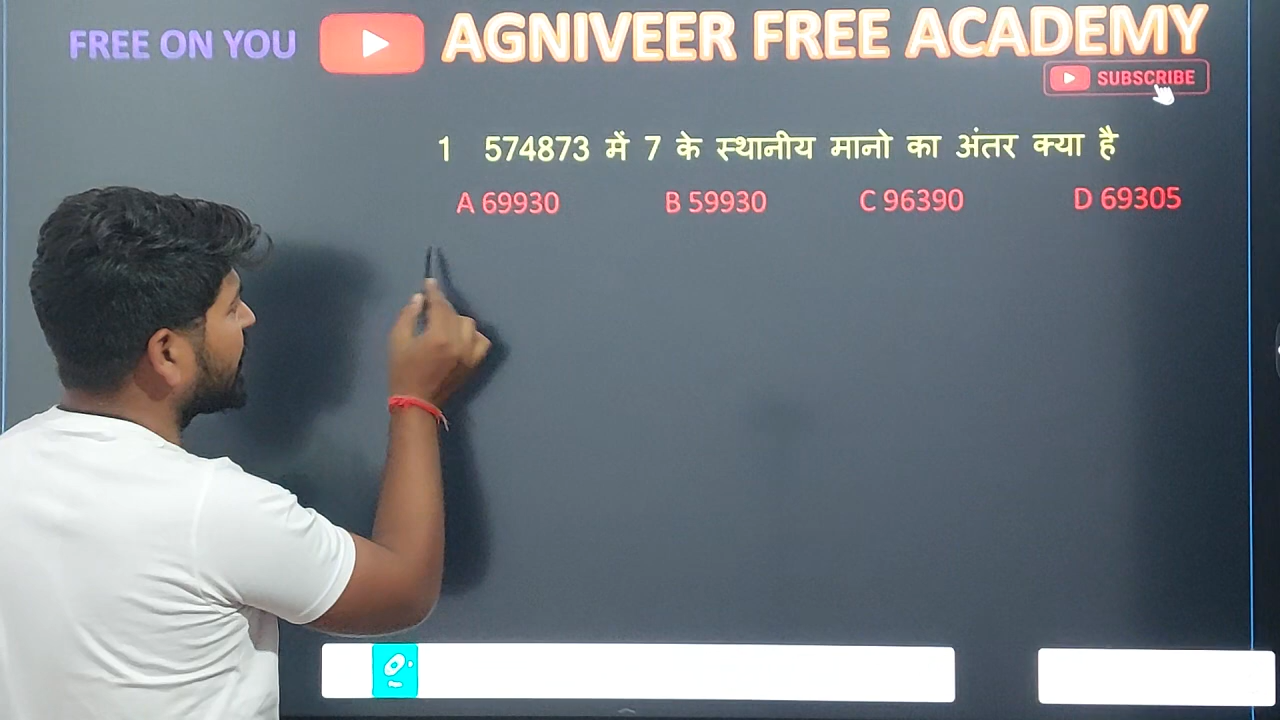 FREE ON YOU AGNIVEER FREE ACADEMY
SUBSCRIBE
1 574873 में 7 के स्थानीय मानो का अंतर क्या है
A 69930 B 59930 C 96390 D 69305